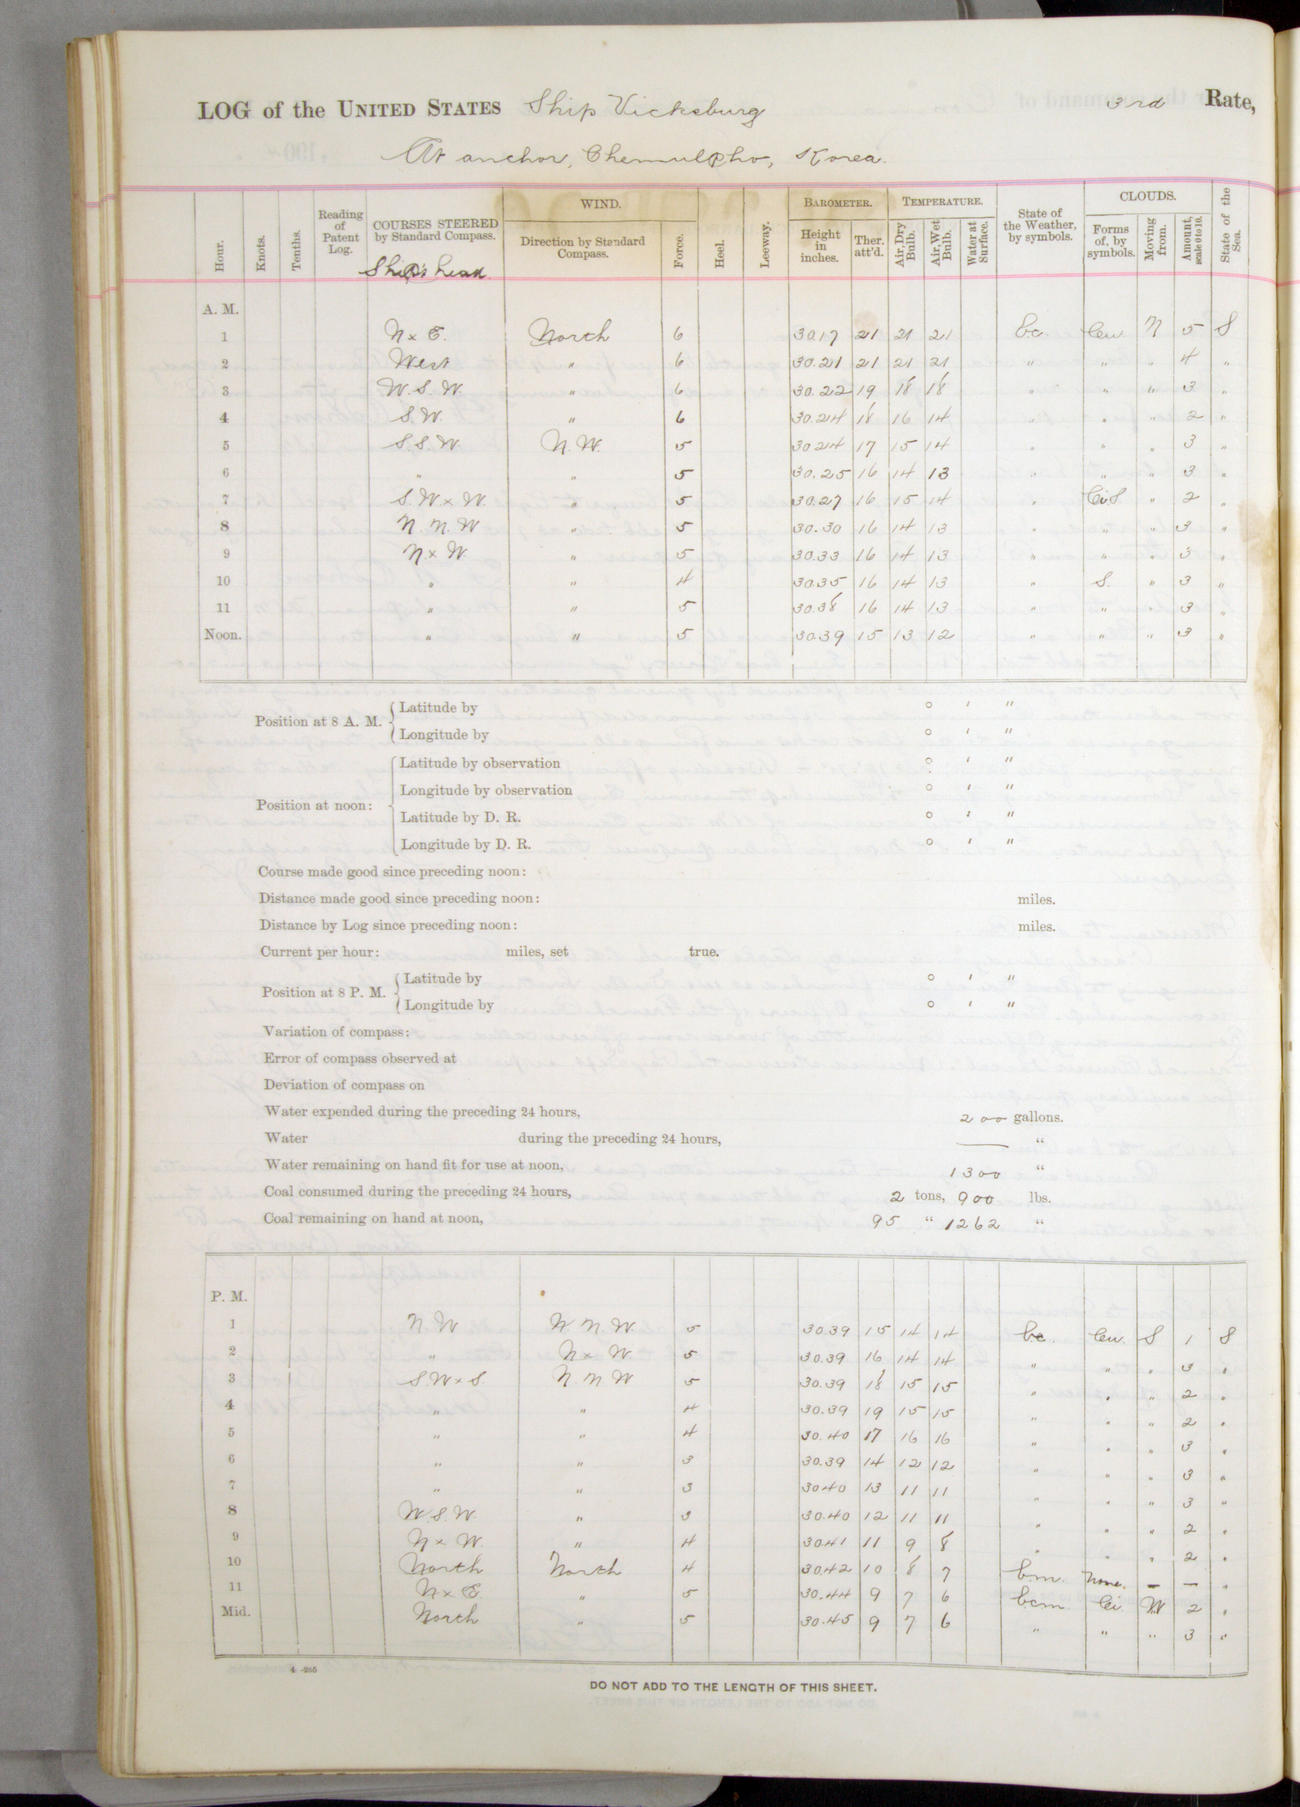 LOG of the UNITED STATES Ship Vicksburg 3rd Rate,
At anchor, Chemulpho, Korea.
Hour. Knots. Tenths. Reading of Patent Log. COURSES STEERED by Standard Compass. Ship's head WIND. Direction by Standard Compass. Force. Heel. Leeway. BAROMETER. Height in inches. Ther. att'd. TEMPERATURE. Air, Dry Bulb. Air, Wet Bulb. Water at Surface. State of the Weather, by symbols. CLOUDS. Forms of, by symbols. Moving from. Amount, scale 0 to 10. State of the Sea.
A. M.
1 N x E. North 6 30.17 21 21 21 bc. Cu N 5 S
2 West " 6 30.21 21 21 21 " " " 4 "
3 W. S. W. " 6 30.22 19 18 18 " " " 3 "
4 S.W. " 6 30.24 18 16 14 " " " 2 "
5 S.S.W. N.W. 5 30.24 17 15 14 " " " 3 "
6 " " 5 30.25 16 14 13 " " " 3 "
7 S.W x W. " 5 30.27 16 15 14 " Ci.S " 2 "
8 N. N. W " 5 30.30 16 14 13 " " " 3 "
9 N x W. " 5 30.33 16 14 13 " " " 3 "
10 " " 4 30.35 16 14 13 " S. " 3 "
11 " " 5 30.38 16 14 13 " " " 3 "
Noon. " " 5 30.39 15 13 12 " " " 3 "
Position at 8 A. M. Latitude by ° ' "
Longitude by ° ' "
Position at noon: Latitude by observation ° ' "
Longitude by observation ° ' "
Latitude by D. R. ° ' "
Longitude by D. R. ° ' "
Course made good since preceding noon:
Distance made good since preceding noon: miles.
Distance by Log since preceding noon: miles.
Current per hour: miles, set true.
Position at 8 P. M. Latitude by ° ' "
Longitude by ° ' "
Variation of compass:
Error of compass observed at
Deviation of compass on
Water expended during the preceding 24 hours, 200 gallons.
Water during the preceding 24 hours, — "
Water remaining on hand fit for use at noon, 1300 "
Coal consumed during the preceding 24 hours, 2 tons, 900 lbs.
Coal remaining on hand at noon, 95 " 1262 "
P. M.
1 N.W N. N. W. 5 30.39 15 14 14 bc. Cu. S 1 S
2 " N x W. 5 30.39 16 14 14 " " " 3 "
3 S.W x S. N. N W 5 30.39 18 15 15 " " " 2 "
4 " " 4 30.39 19 15 15 " " " 2 "
5 " " 4 30.40 17 16 16 " " " 3 "
6 " " 3 30.39 14 12 12 " " " 3 "
7 " " 3 30.40 13 11 11 " " " 3 "
8 W.S.W. " 3 30.40 12 11 11 " " " 2 "
9 N x W. " 4 30.41 11 9 8 " " " 2 "
10 North North 4 30.42 10 8 7 bm. None. — — "
11 N x E. " 5 30.44 9 7 6 bcm Ci. W 2 "
Mid. North " 5 30.45 9 7 6 " " " 3 "
4—255
DO NOT ADD TO THE LENGTH OF THIS SHEET.